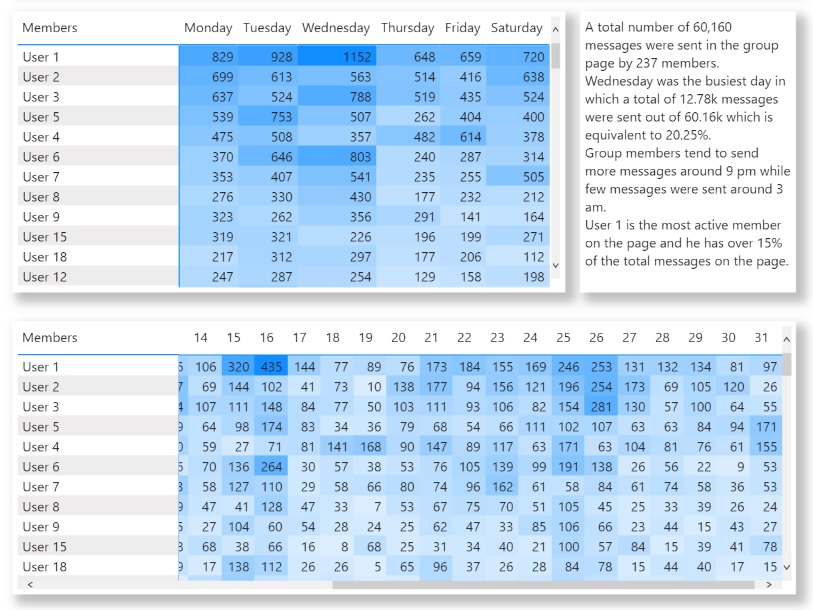 Members Monday Tuesday Wednesday Thursday Friday Saturday
User 1 829 928 1152 648 659 720
User 2 699 613 563 514 416 638
User 3 637 524 788 519 435 524
User 5 539 753 507 262 404 400
User 4 475 508 357 482 614 378
User 6 370 646 803 240 287 314
User 7 353 407 541 235 255 505
User 8 276 330 430 177 232 212
User 9 323 262 356 291 141 164
User 15 319 321 226 196 199 271
User 18 217 312 297 177 206 112
User 12 247 287 254 129 158 198
A total number of 60,160
messages were sent in the group
page by 237 members.
Wednesday was the busiest day in
which a total of 12.78k messages
were sent out of 60.16k which is
equivalent to 20.25%.
Group members tend to send
more messages around 9 pm while
few messages were sent around 3
am.
User 1 is the most active member
on the page and he has over 15%
of the total messages on the page.
Members 14 15 16 17 18 19 20 21 22 23 24 25 26 27 28 29 30 31
User 1 106 320 435 144 77 89 76 173 184 155 169 246 253 131 132 134 81 97
User 2 69 144 102 41 73 10 138 177 94 156 121 196 254 173 69 105 120 26
User 3 107 111 148 84 77 50 103 111 93 106 82 154 281 130 57 100 64 55
User 5 64 98 174 83 34 36 79 68 54 66 111 102 107 63 63 84 94 171
User 4 59 27 71 81 141 168 90 147 89 117 63 171 63 104 81 76 61 155
User 6 70 136 264 30 57 38 53 76 105 139 99 191 138 26 56 22 9 53
User 7 58 127 110 29 58 66 80 74 96 162 61 58 84 61 74 58 36 53
User 8 47 41 128 47 33 7 53 67 75 70 51 105 45 25 33 39 26 24
User 9 27 104 60 54 28 24 25 62 47 33 85 106 66 23 44 15 43 27
User 15 68 38 66 16 8 68 25 31 34 40 21 100 57 84 15 39 41 78
User 18 17 138 112 26 26 5 65 96 37 26 28 84 78 15 44 40 17 15